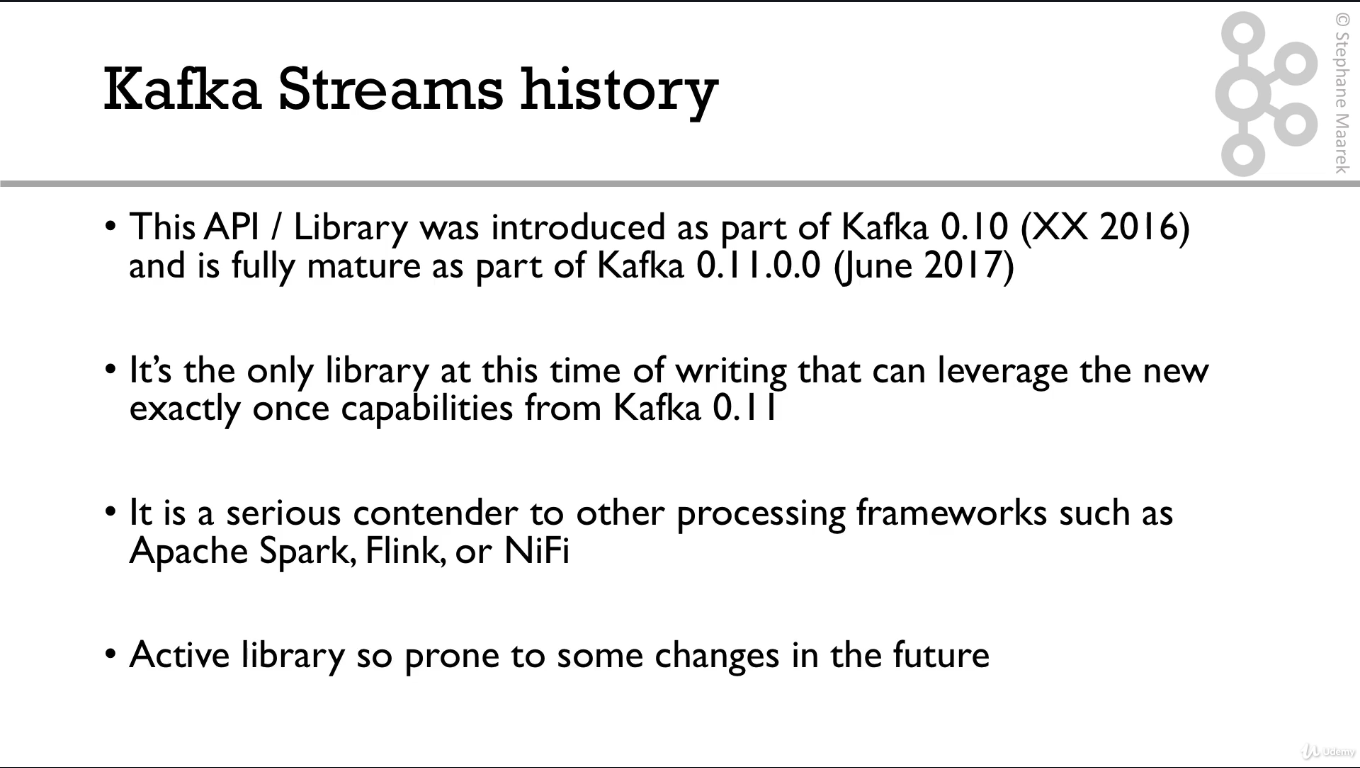 Kafka Streams history
© Stephane Maarek
• This API / Library was introduced as part of Kafka 0.10 (XX 2016)
and is fully mature as part of Kafka 0.11.0.0 (June 2017)
• It’s the only library at this time of writing that can leverage the new
exactly once capabilities from Kafka 0.11
• It is a serious contender to other processing frameworks such as
Apache Spark, Flink, or NiFi
• Active library so prone to some changes in the future
Udemy